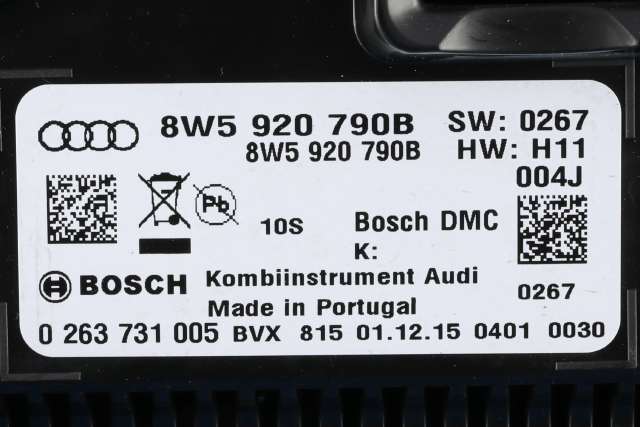 8W5 920 790B SW: 0267
8W5 920 790B HW: H11
004J
Pb
10S Bosch DMC
K:
BOSCH Kombiinstrument Audi
0267
Made in Portugal
0 263 731 005 BVX 815 01.12.15 0401 0030